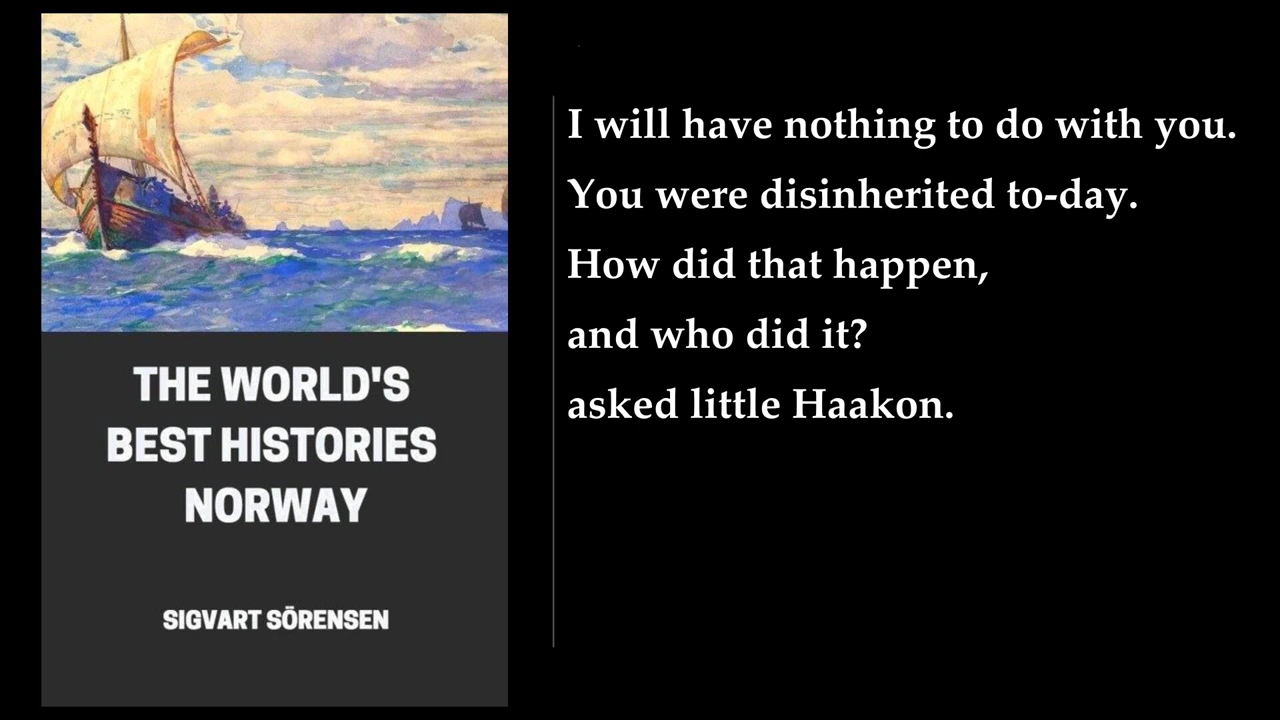 THE WORLD'S
BEST HISTORIES
NORWAY
SIGVART SÖRENSEN
I will have nothing to do with you.
You were disinherited to-day.
How did that happen,
and who did it?
asked little Haakon.